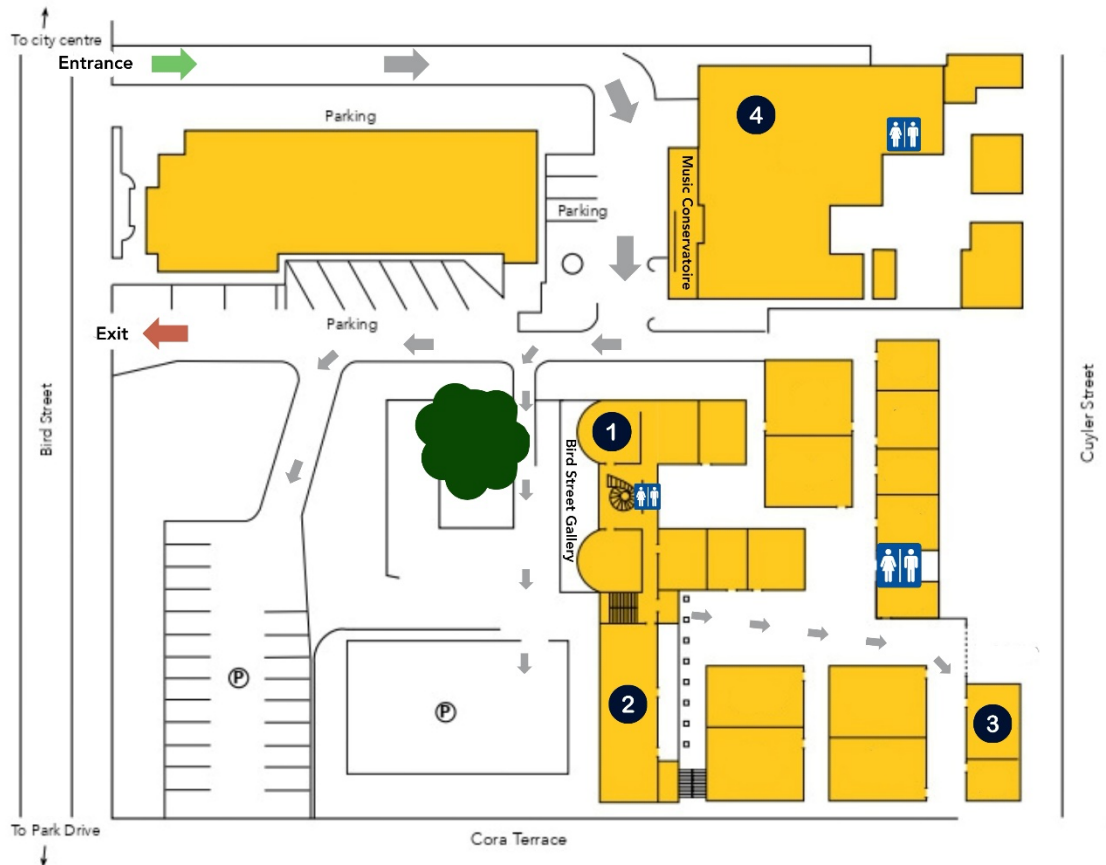 To city centre
Entrance
Parking
4
Music Conservatoire
Parking
Parking
Exit
Bird Street
Cuyler Street
1
Bird Street Gallery
P
P
2
3
To Park Drive
Cora Terrace